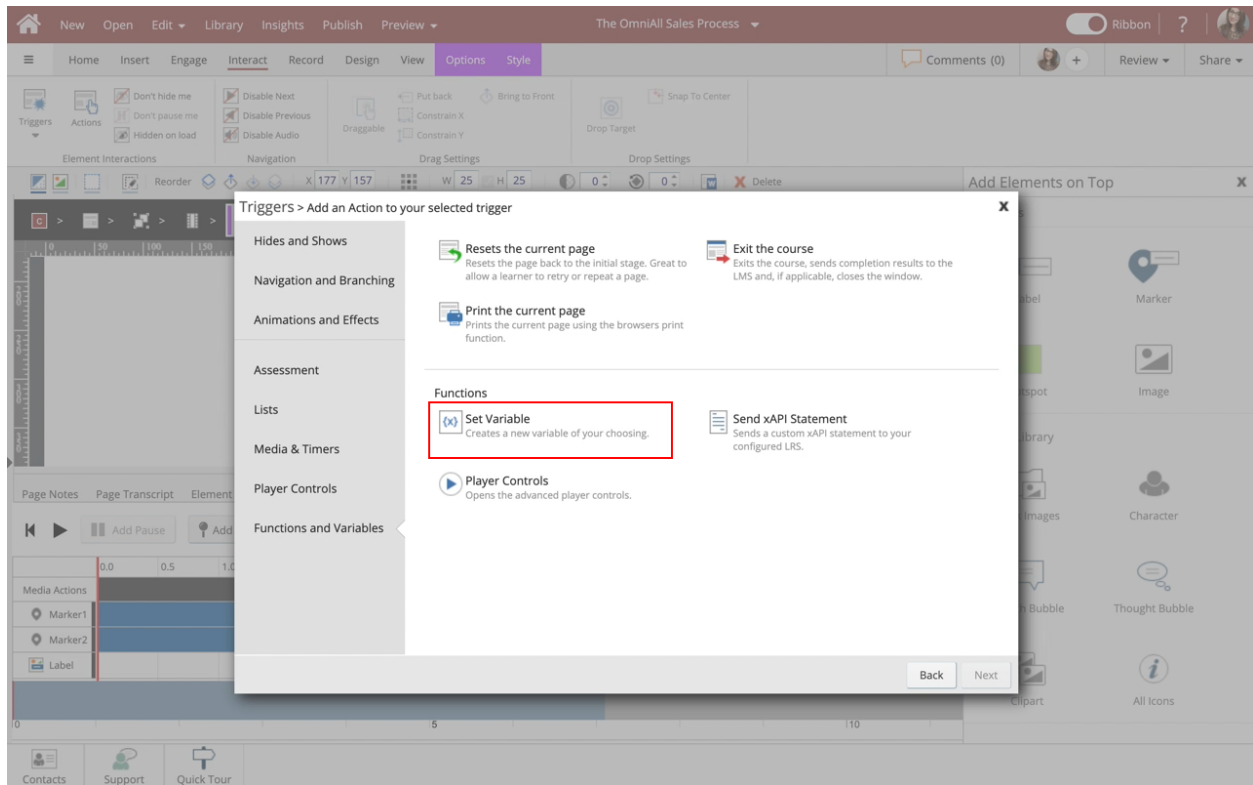 New Open Edit Library Insights Publish Preview The OmniAll Sales Process Ribbon ?
Home Insert Engage Interact Record Design View Options Style Comments (0) + Review Share
Triggers
Actions
Don't hide me
Don't pause me
Hidden on load
Element Interactions
Disable Next
Disable Previous
Disable Audio
Navigation
Draggable
Put back
Constrain X
Constrain Y
Bring to Front
Drag Settings
Drop Target
Snap To Center
Drop Settings
Reorder X 177 Y 157 W 25 H 25 0 0 Delete
Add Elements on Top X
Triggers > Add an Action to your selected trigger X
C > > > >
0 50 100 150
Hides and Shows
Navigation and Branching
Animations and Effects
Assessment
Lists
Media & Timers
Player Controls
Functions and Variables
Resets the current page
Resets the page back to the initial stage. Great to
allow a learner to retry or repeat a page.
Exit the course
Exits the course, sends completion results to the
LMS and, if applicable, closes the window.
Print the current page
Prints the current page using the browsers print
function.
Functions
{x} Set Variable
Creates a new variable of your choosing.
Send xAPI Statement
Sends a custom xAPI statement to your
configured LRS.
Player Controls
Opens the advanced player controls.
Back Next
Marker
Image
Images
Character
Bubble
Thought Bubble
Clipart
All Icons
Page Notes Page Transcript Element
Add Pause Add
0.0 0.5
Media Actions
Marker1
Marker2
Label
0 5 10
Contacts Support Quick Tour